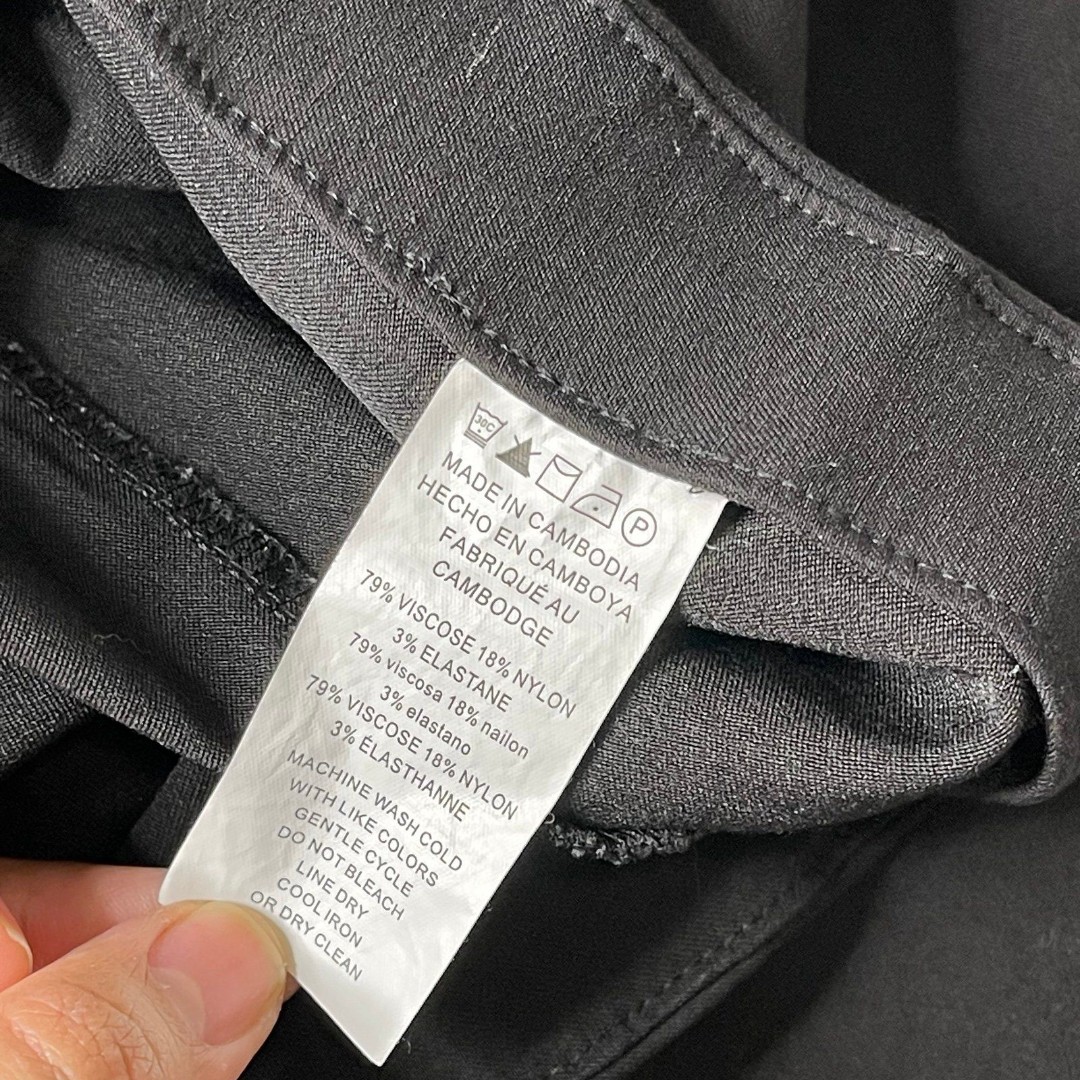 30C
P
MADE IN CAMBODIA
HECHO EN CAMBOYA
FABRIQUÉ AU
CAMBODGE
79% VISCOSE 18% NYLON
3% ELASTANE
79% viscosa 18% nailon
3% elastano
79% VISCOSE 18% NYLON
3% ÉLASTHANNE
MACHINE WASH COLD
WITH LIKE COLORS
GENTLE CYCLE
DO NOT BLEACH
LINE DRY
COOL IRON
OR DRY CLEAN